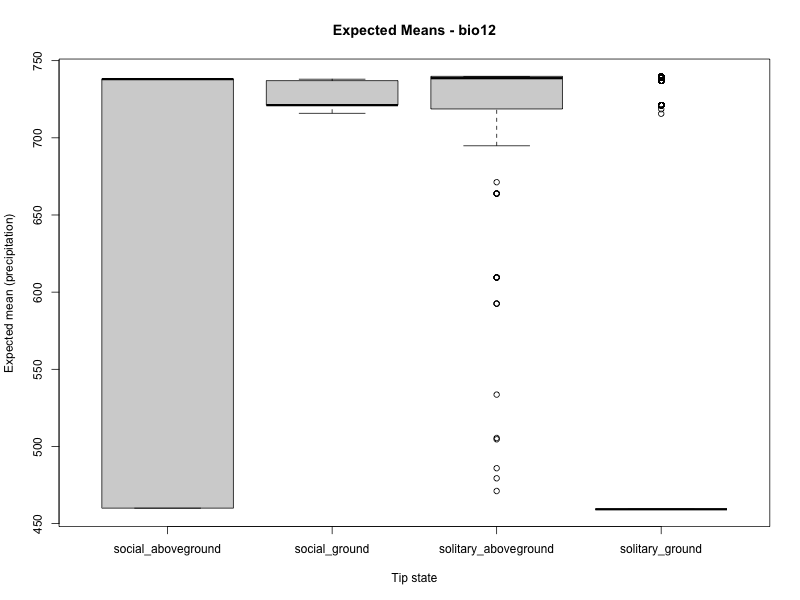 Expected Means - bio12
Expected mean (precipitation)
750
700
650
600
550
500
450
social_aboveground
social_ground
solitary_aboveground
solitary_ground
Tip state